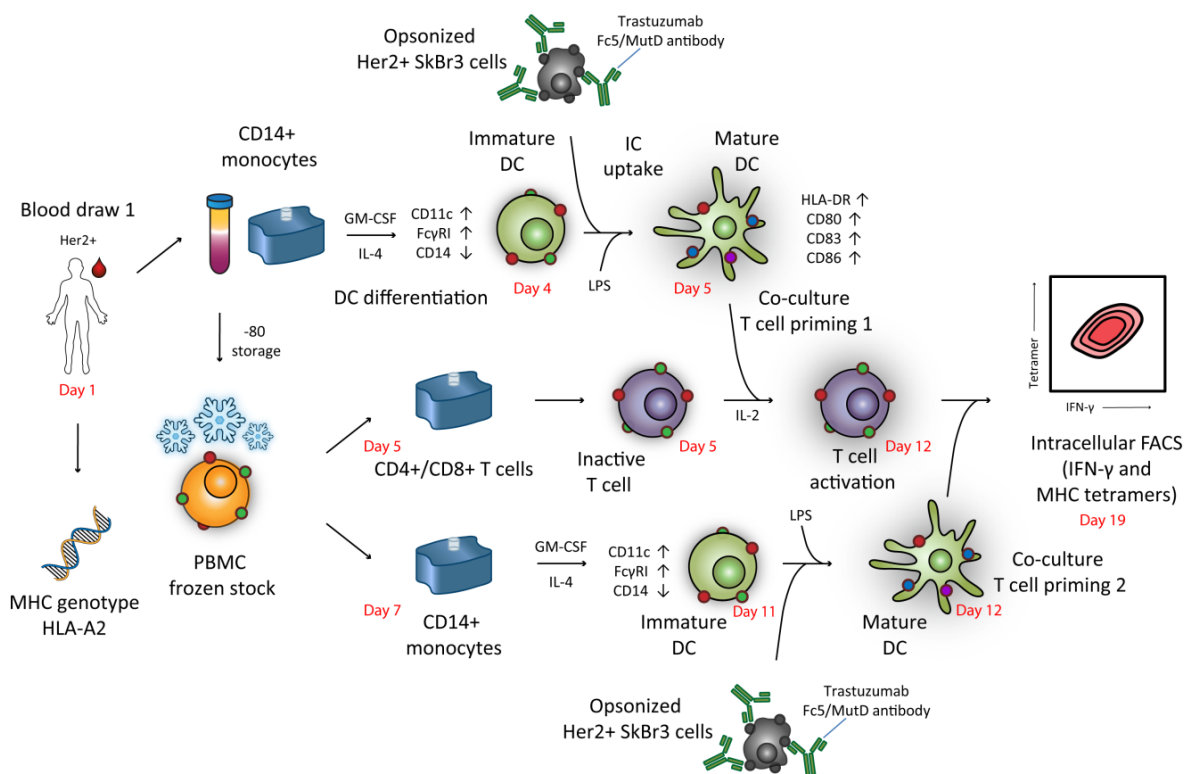 Opsonized
Her2+ SkBr3 cells
Trastuzumab
Fc5/MutD antibody
CD14+
monocytes
Immature
DC
IC
uptake
Mature
DC
Blood draw 1
Her2+
GM-CSF
IL-4
CD11c ↑
FcγRI ↑
CD14 ↓
HLA-DR ↑
CD80 ↑
CD83 ↑
CD86 ↑
DC differentiation
Day 4
LPS
Day 5
Co-culture
T cell priming 1
Day 1
-80
storage
Tetramer
IFN-γ
Day 5
CD4+/CD8+ T cells
Inactive
T cell
Day 5
IL-2
Day 12
T cell
activation
Intracellular FACS
(IFN-γ and
MHC tetramers)
Day 19
MHC genotype
HLA-A2
PBMC
frozen stock
Day 7
CD14+
monocytes
GM-CSF
IL-4
CD11c ↑
FcγRI ↑
CD14 ↓
Day 11
Immature
DC
LPS
Mature
DC
Day 12
Co-culture
T cell priming 2
Opsonized
Her2+ SkBr3 cells
Trastuzumab
Fc5/MutD antibody